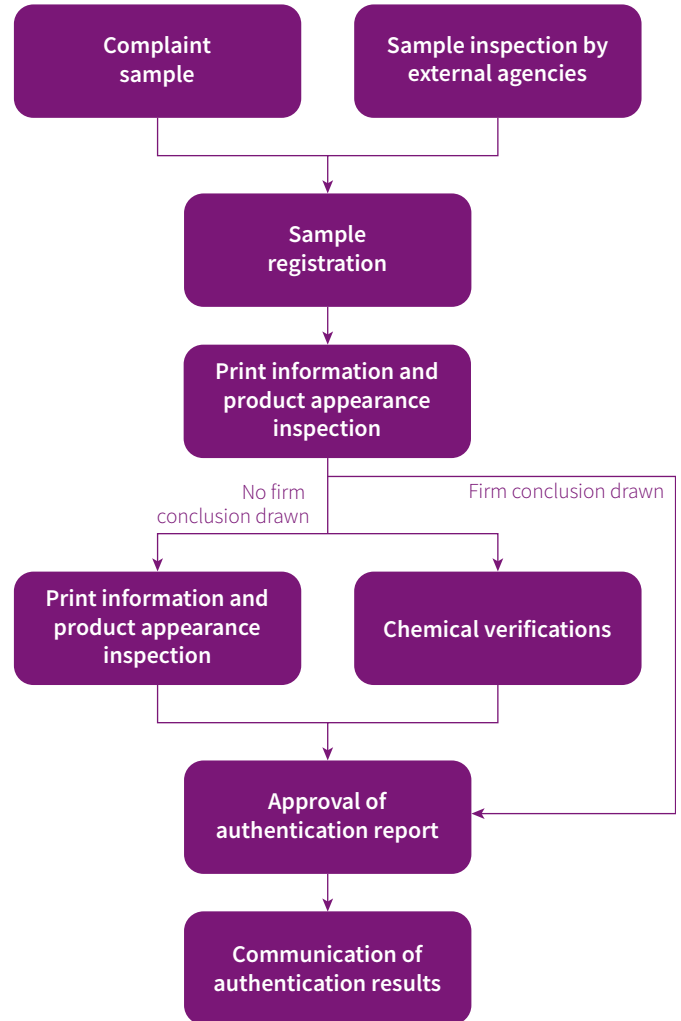 Complaint
sample
Sample inspection by
external agencies
Sample
registration
Print information and
product appearance
inspection
No firm
conclusion drawn
Firm conclusion drawn
Print information and
product appearance
inspection
Chemical verifications
Approval of
authentication report
Communication of
authentication results